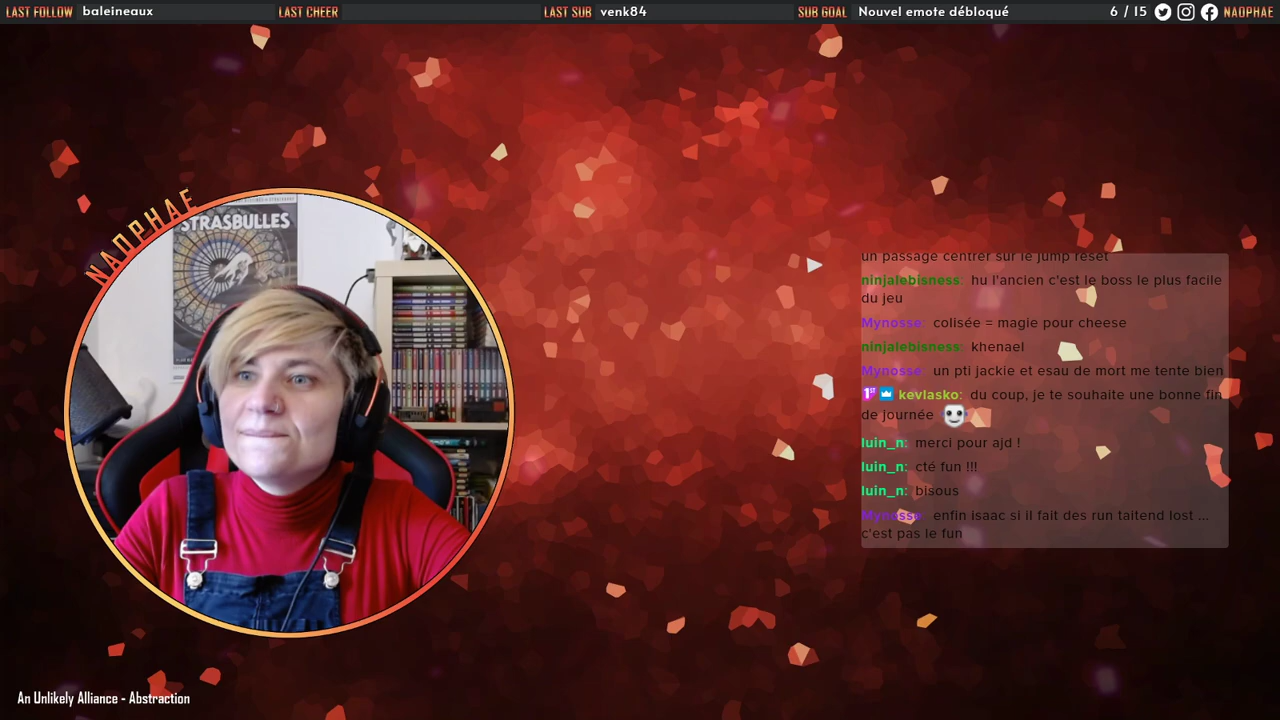 LAST FOLLOW baleineaux LAST CHEER LAST SUB venk84 SUB GOAL Nouvel emote débloqué 6 / 15 NAOPHAE
NAOPHAE
STRASBULLES
un passage centrer sur le jump reset
ninjalebisness: hu l'ancien c'est le boss le plus facile
du jeu
Mynosse: colisée = magie pour cheese
ninjalebisness: khenael
Mynosse: un pti jackie et esau de mort me tente bien
1ST kevlasko: du coup, je te souhaite une bonne fin
de journée
luin_n: merci pour ajd !
luin_n: cté fun !!!
luin_n: bisous
Mynosse: enfin isaac si il fait des run taitend lost ...
c'est pas le fun
An Unlikely Alliance - Abstraction